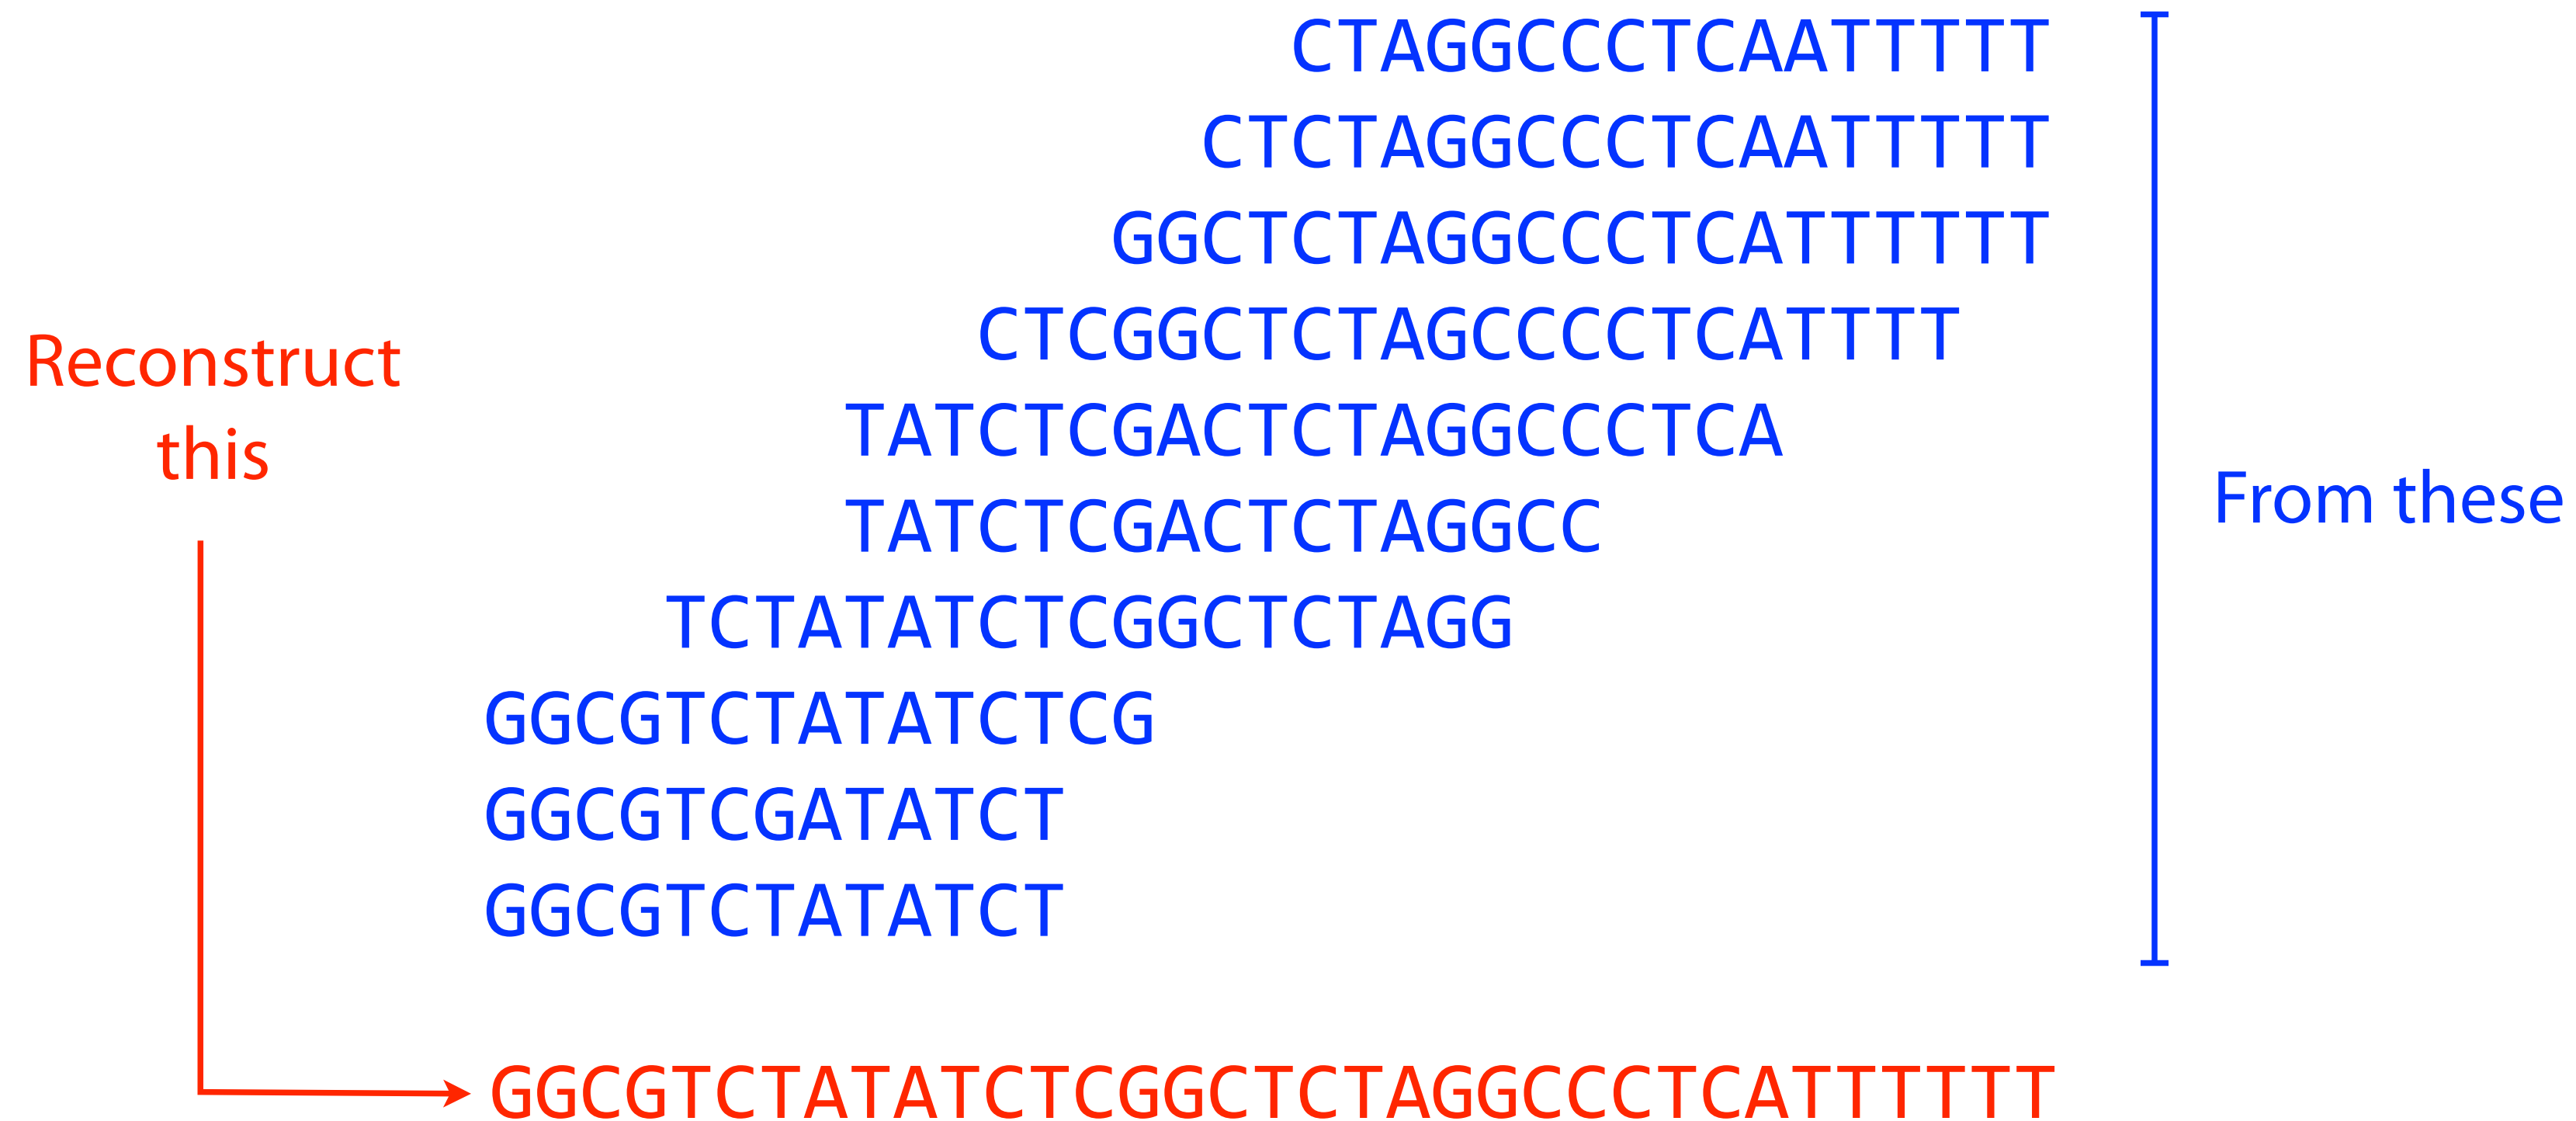 CTAGGCCCTCAATTTTT
CTCTAGGCCCTCAATTTTT
GGCTCTAGGCCCTCATTTTTT
CTCGGCTCTAGCCCCTCATTTT
TATCTCGACTCTAGGCCCTCA
TATCTCGACTCTAGGCC
TCTATATCTCGGCTCTAGG
GGCGTCTATATCTCG
GGCGTCGATATCT
GGCGTCTATATCT
Reconstruct
this
From these
GGCGTCTATATCTCGGCTCTAGGCCCTCATTTTTT